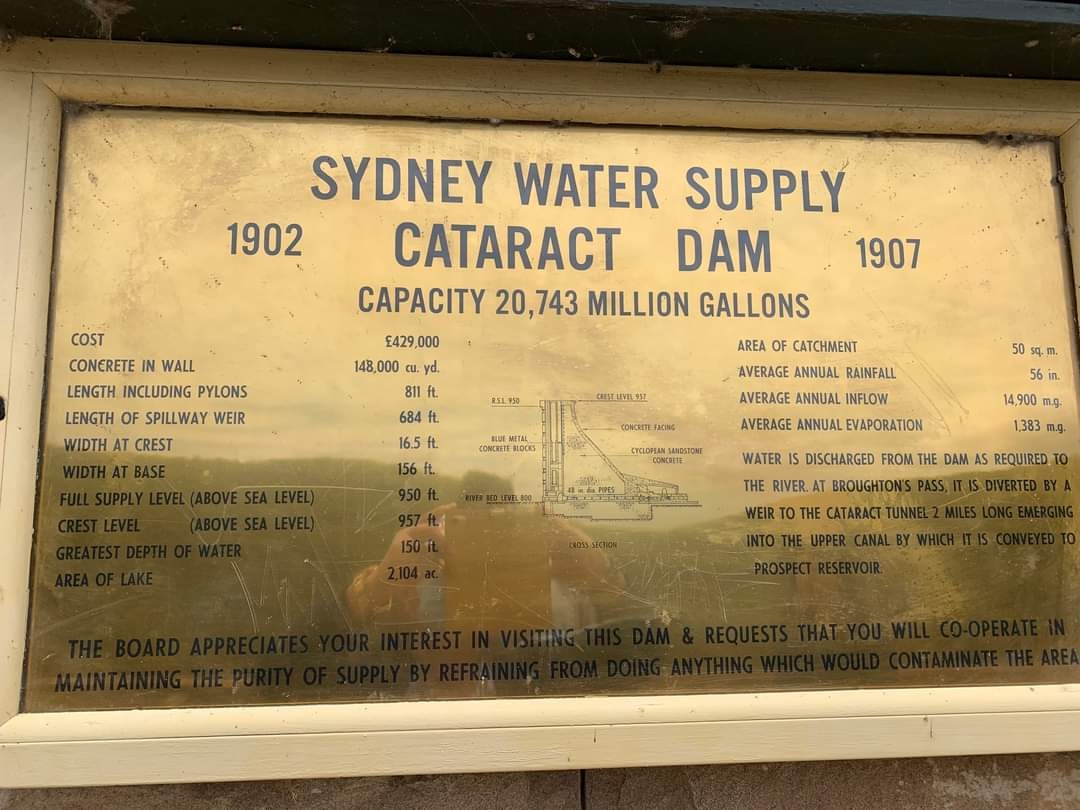 SYDNEY WATER SUPPLY
1902 CATARACT DAM 1907
CAPACITY 20,743 MILLION GALLONS
COST £429,000
CONCRETE IN WALL 148,000 cu. yd.
LENGTH INCLUDING PYLONS 811 ft.
LENGTH OF SPILLWAY WEIR 684 ft.
WIDTH AT CREST 16.5 ft.
WIDTH AT BASE 156 ft.
FULL SUPPLY LEVEL (ABOVE SEA LEVEL) 950 ft.
CREST LEVEL (ABOVE SEA LEVEL) 957 ft.
GREATEST DEPTH OF WATER 150 ft.
AREA OF LAKE 2,104 ac.
R.S.L. 950
CREST LEVEL 957
CONCRETE FACING
BLUE METAL
CONCRETE BLOCKS
CYCLOPEAN SANDSTONE
CONCRETE
48 in. dia PIPES
RIVER BED LEVEL 800
CROSS SECTION
AREA OF CATCHMENT 50 sq. m.
AVERAGE ANNUAL RAINFALL 56 in.
AVERAGE ANNUAL INFLOW 14,900 m.g.
AVERAGE ANNUAL EVAPORATION 1,383 m.g.
WATER IS DISCHARGED FROM THE DAM AS REQUIRED TO
THE RIVER. AT BROUGHTON'S PASS, IT IS DIVERTED BY A
WEIR TO THE CATARACT TUNNEL 2 MILES LONG EMERGING
INTO THE UPPER CANAL BY WHICH IT IS CONVEYED TO
PROSPECT RESERVOIR.
THE BOARD APPRECIATES YOUR INTEREST IN VISITING THIS DAM & REQUESTS THAT YOU WILL CO-OPERATE IN
MAINTAINING THE PURITY OF SUPPLY BY REFRAINING FROM DOING ANYTHING WHICH WOULD CONTAMINATE THE AREA